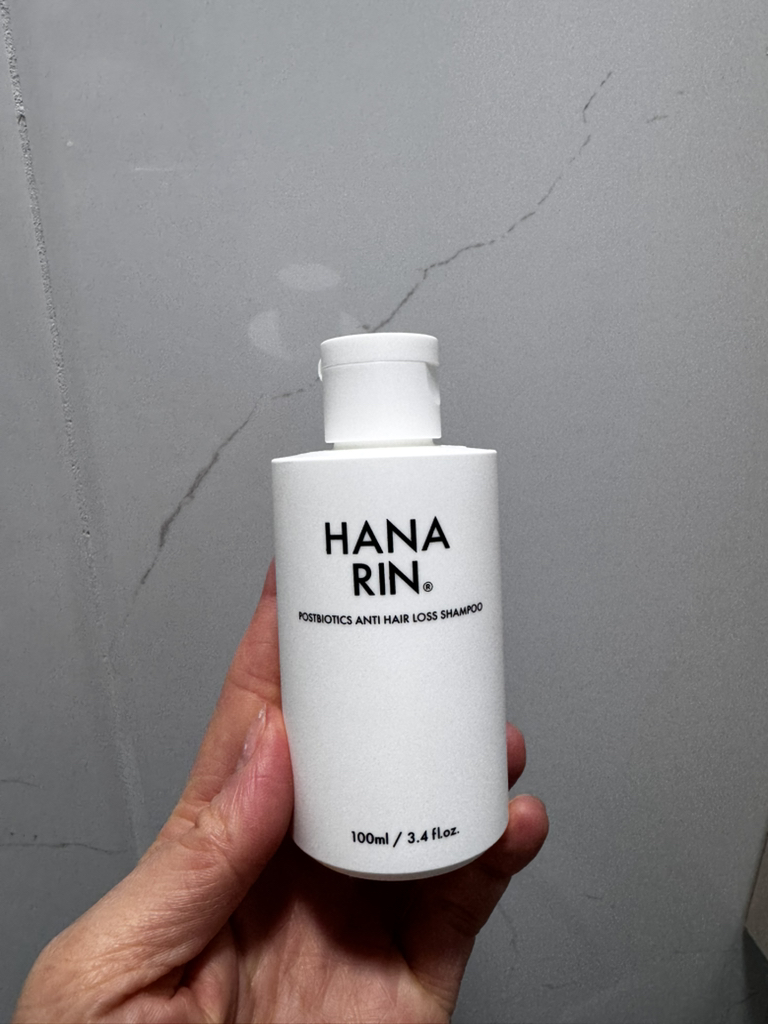 HANA
RIN®
POSTBIOTICS ANTI HAIR LOSS SHAMPOO
100ml / 3.4 fl.oz.